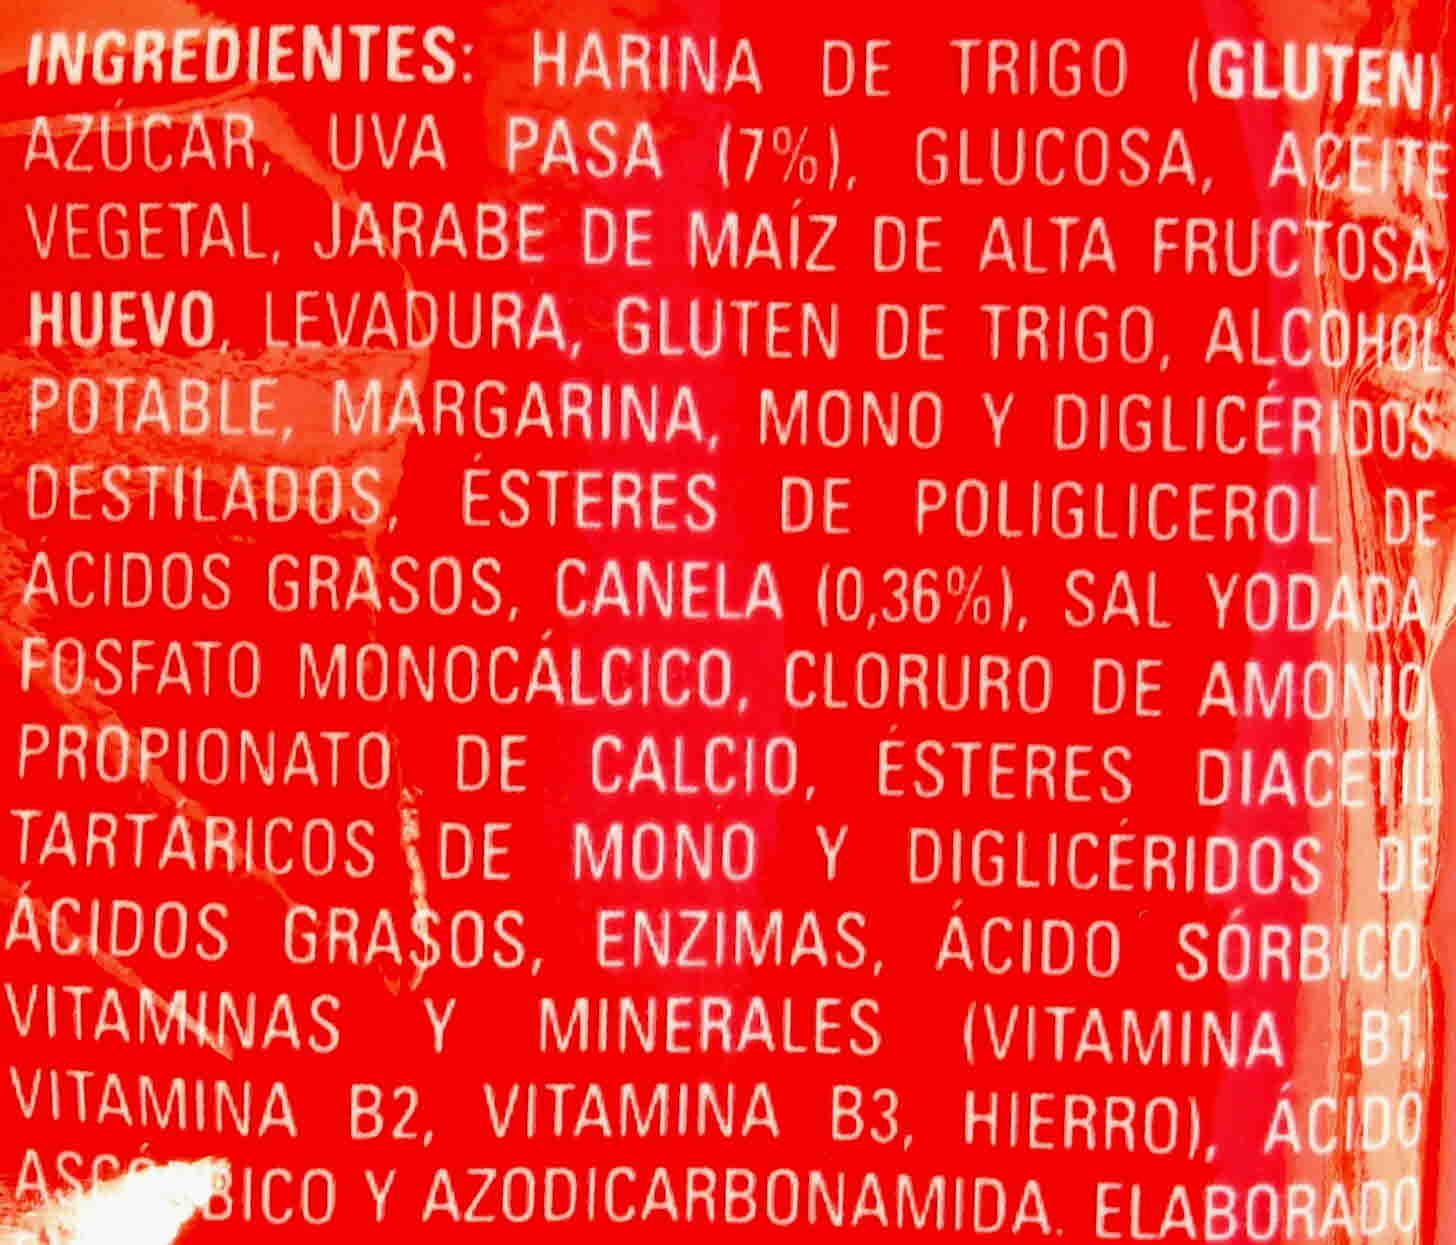 INGREDIENTES: HARINA DE TRIGO (GLUTEN),
AZÚCAR, UVA PASA (7%), GLUCOSA, ACEITE
VEGETAL, JARABE DE MAÍZ DE ALTA FRUCTOSA,
HUEVO, LEVADURA, GLUTEN DE TRIGO, ALCOHOL
POTABLE, MARGARINA, MONO Y DIGLICÉRIDOS
DESTILADOS, ÉSTERES DE POLIGLICEROL DE
ÁCIDOS GRASOS, CANELA (0,36%), SAL YODADA,
FOSFATO MONOCÁLCICO, CLORURO DE AMONIO,
PROPIONATO DE CALCIO, ÉSTERES DIACETIL
TARTÁRICOS DE MONO Y DIGLICÉRIDOS DE
ÁCIDOS GRASOS, ENZIMAS, ÁCIDO SÓRBICO,
VITAMINAS Y MINERALES (VITAMINA B1,
VITAMINA B2, VITAMINA B3, HIERRO), ÁCIDO
ASCÓRBICO Y AZODICARBONAMIDA. ELABORADO